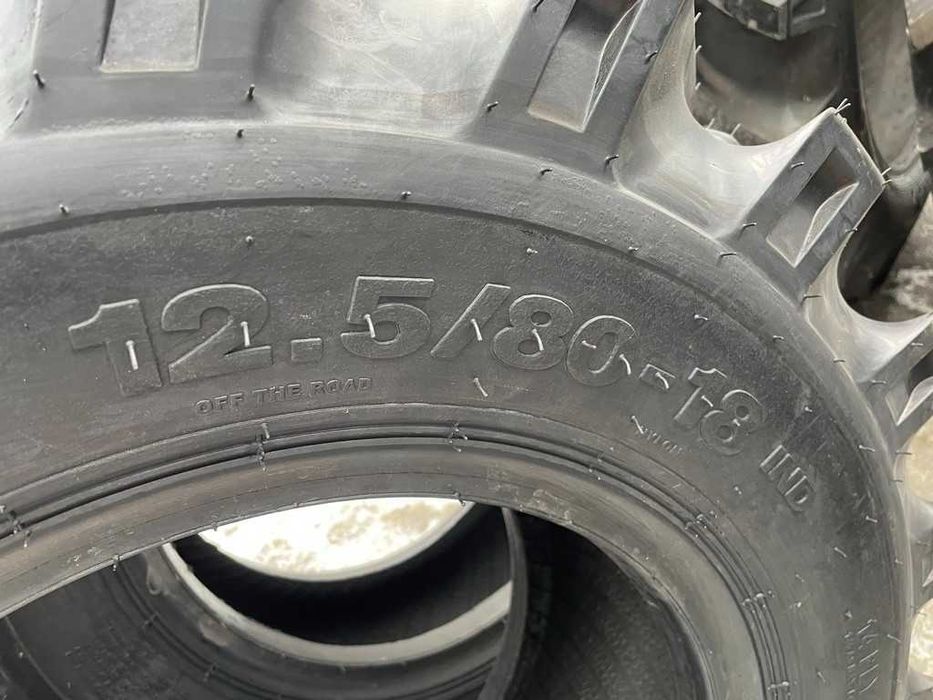 12.5/80-18 IND
OFF THE ROAD